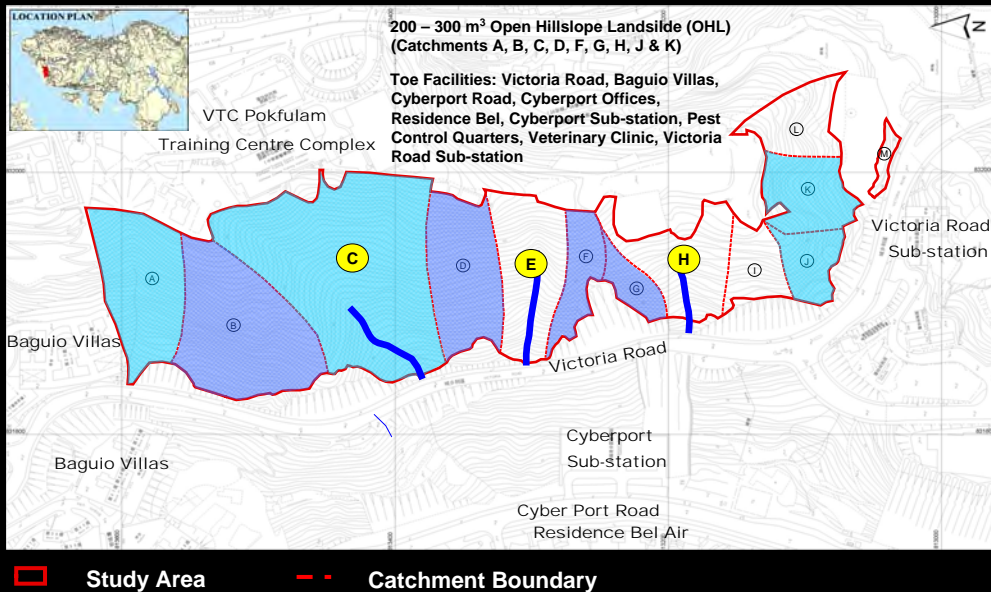 LOCATION PLAN
200 – 300 m³ Open Hillslope Landsilde (OHL)
(Catchments A, B, C, D, F, G, H, J & K)
Toe Facilities: Victoria Road, Baguio Villas,
Cyberport Road, Cyberport Offices,
Residence Bel, Cyberport Sub-station, Pest
Control Quarters, Veterinary Clinic, Victoria
Road Sub-station
N
VTC Pokfulam
Training Centre Complex
L
M
K
Victoria Road
Sub-station
C
E
H
D
F
G
I
J
A
B
Baguio Villas
Victoria Road
Baguio Villas
Cyberport
Sub-station
Cyber Port Road
Residence Bel Air
Study Area
Catchment Boundary